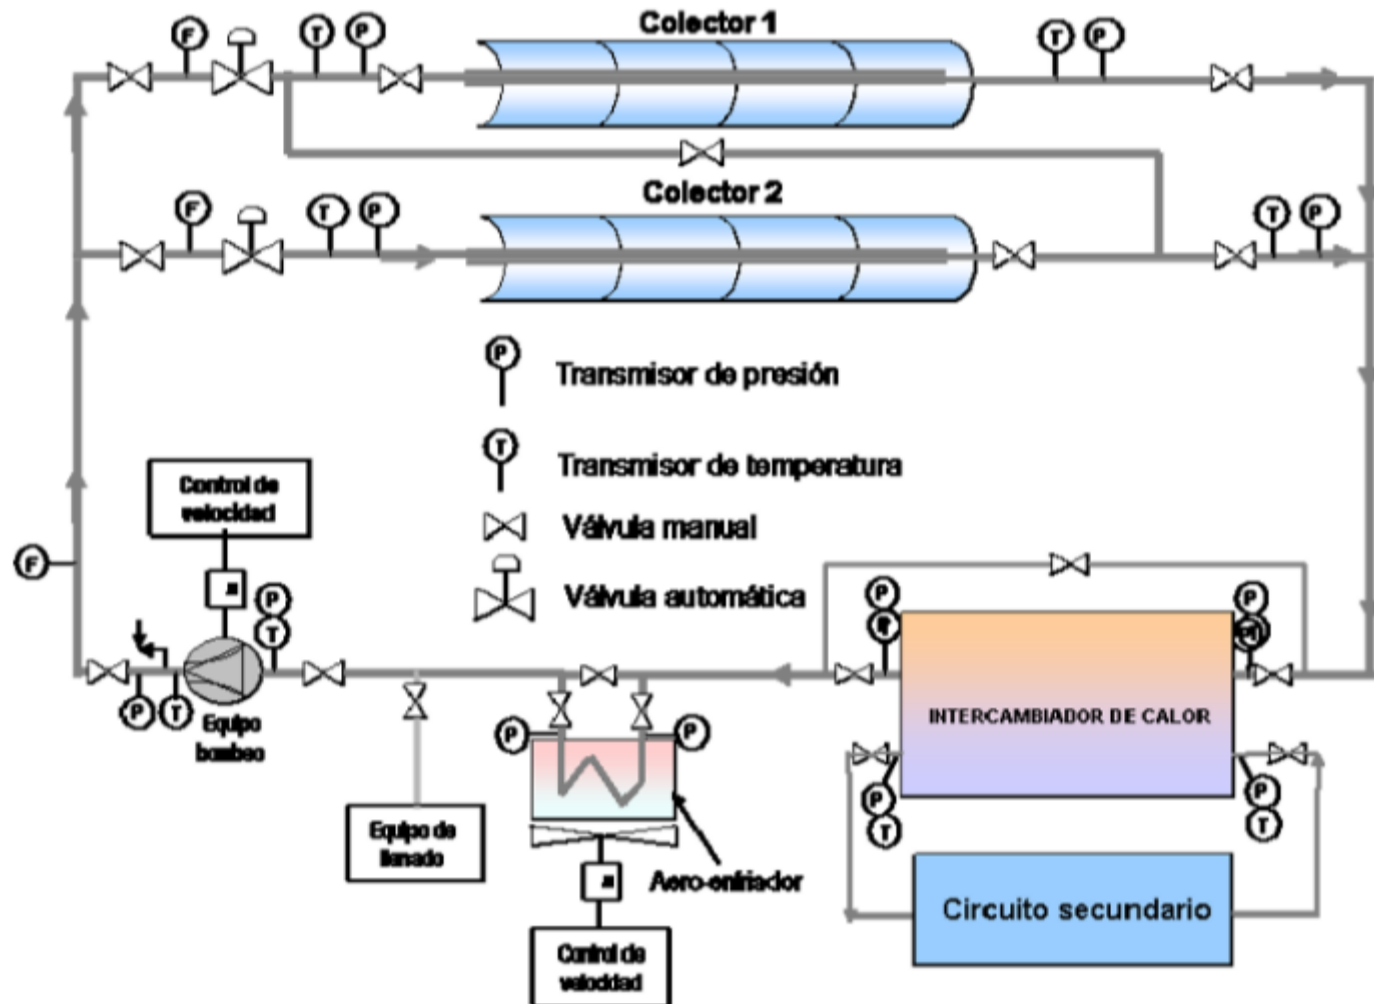 Colector 1
F
T
P
T
P
Colector 2
F
T
P
T
P
P
Transmisor de presión
T
Transmisor de temperatura
Válvula manual
Válvula automática
Control de
velocidad
F
P
T
P
T
Equipo
bombeo
P
P
P
P
INTERCAMBIADOR DE CALOR
P
T
P
T
Equipo de
llenado
Aero-enfriador
Circuito secundario
Control de
velocidad